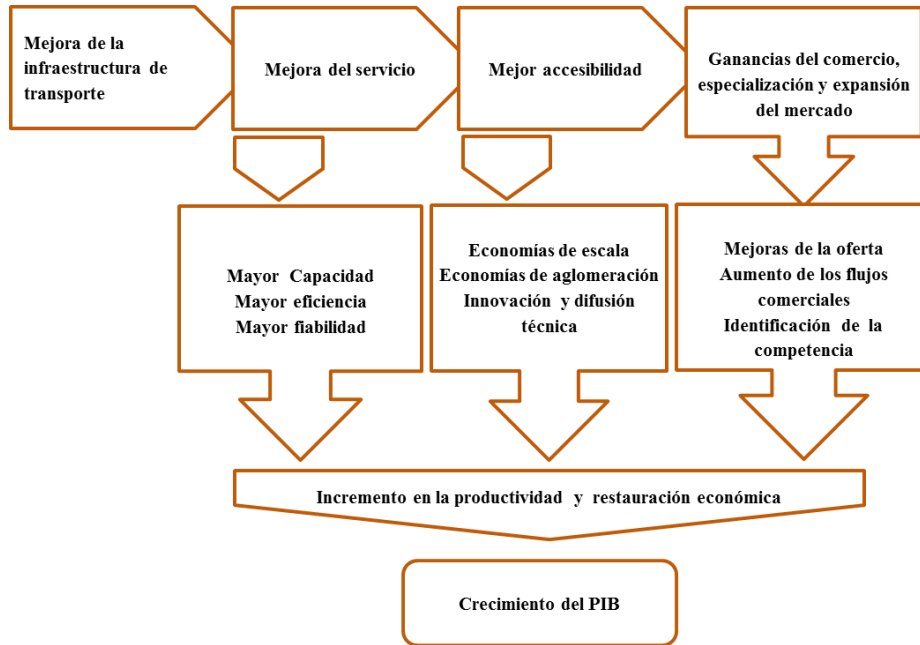 Mejora de la
infraestructura de
transporte
Mejora del servicio
Mejor accesibilidad
Ganancias del comercio,
especialización y expansión
del mercado
Mayor Capacidad
Mayor eficiencia
Mayor fiabilidad
Economías de escala
Economías de aglomeración
Innovación y difusión
técnica
Mejoras de la oferta
Aumento de los flujos
comerciales
Identificación de la
competencia
Incremento en la productividad y restauración económica
Crecimiento del PIB